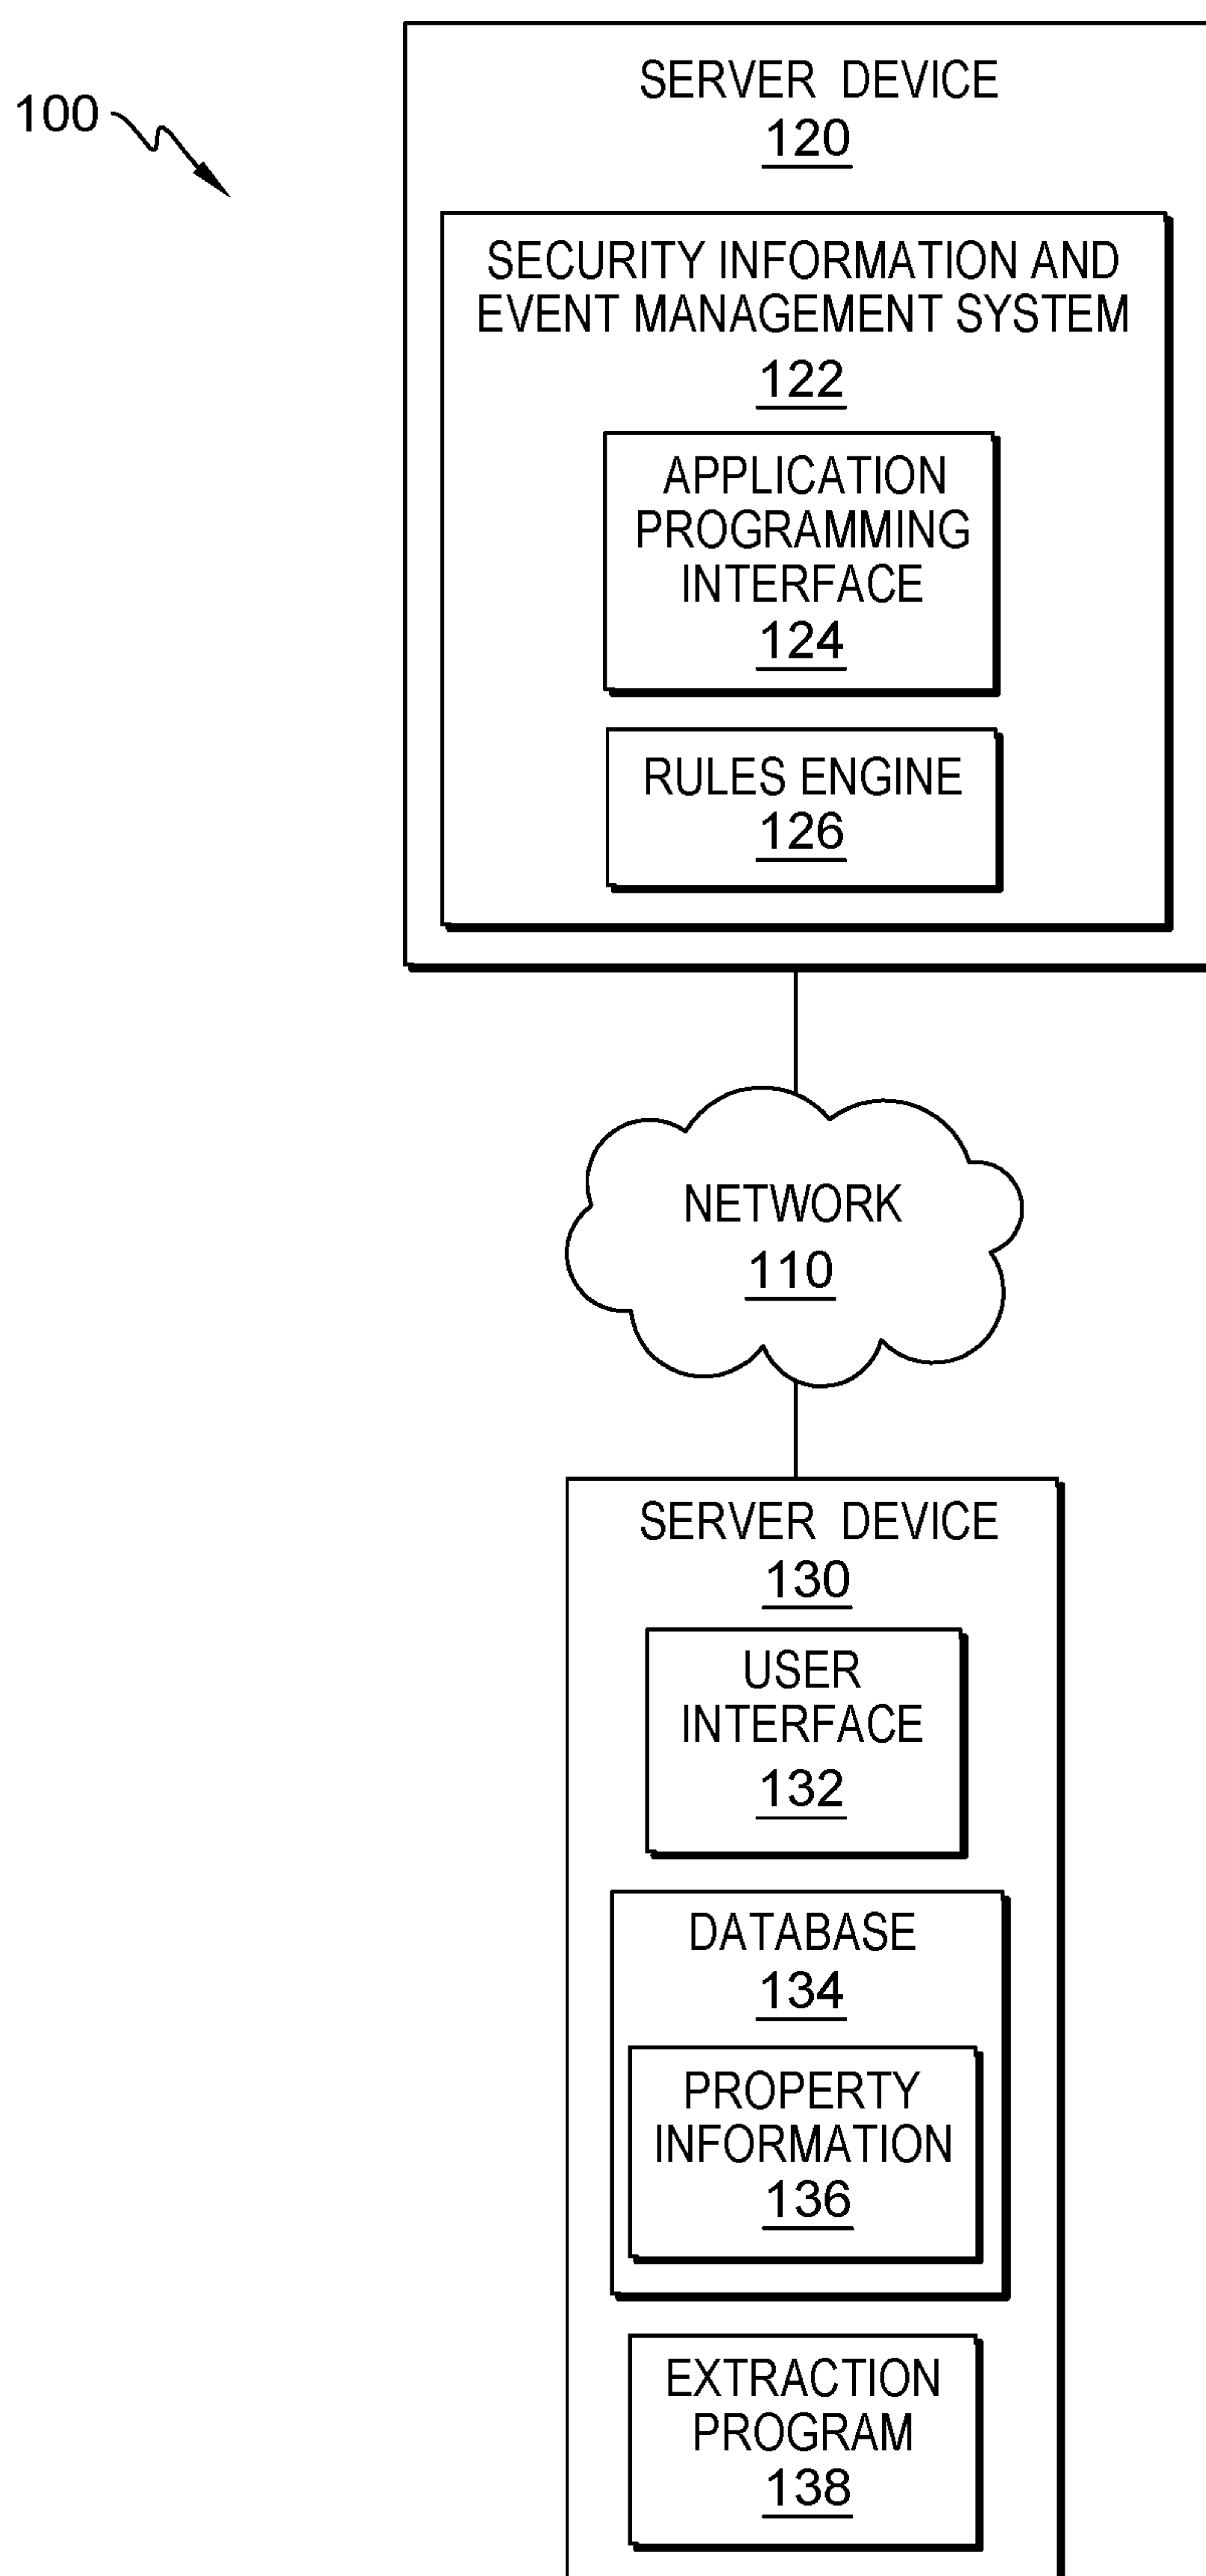 100
SERVER DEVICE
120
SECURITY INFORMATION AND
EVENT MANAGEMENT SYSTEM
122
APPLICATION
PROGRAMMING
INTERFACE
124
RULES ENGINE
126
NETWORK
110
SERVER DEVICE
130
USER
INTERFACE
132
DATABASE
134
PROPERTY
INFORMATION
136
EXTRACTION
PROGRAM
138